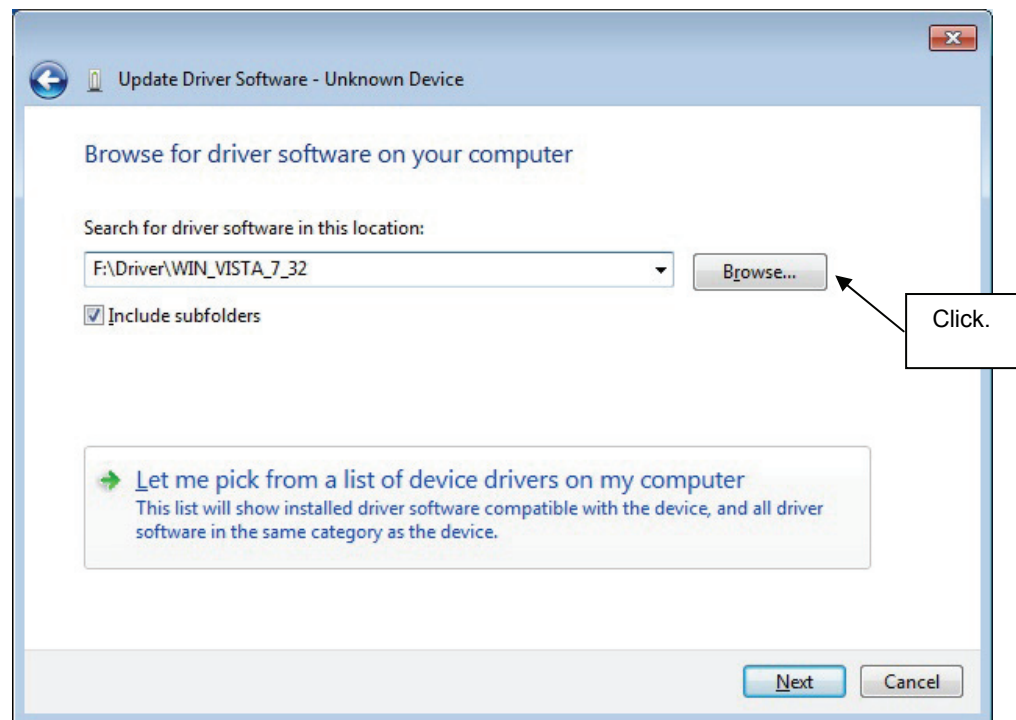 Update Driver Software - Unknown Device
Browse for driver software on your computer
Search for driver software in this location:
F:\Driver\WIN_VISTA_7_32
Browse...
Include subfolders
Click.
Let me pick from a list of device drivers on my computer
This list will show installed driver software compatible with the device, and all driver
software in the same category as the device.
Next
Cancel